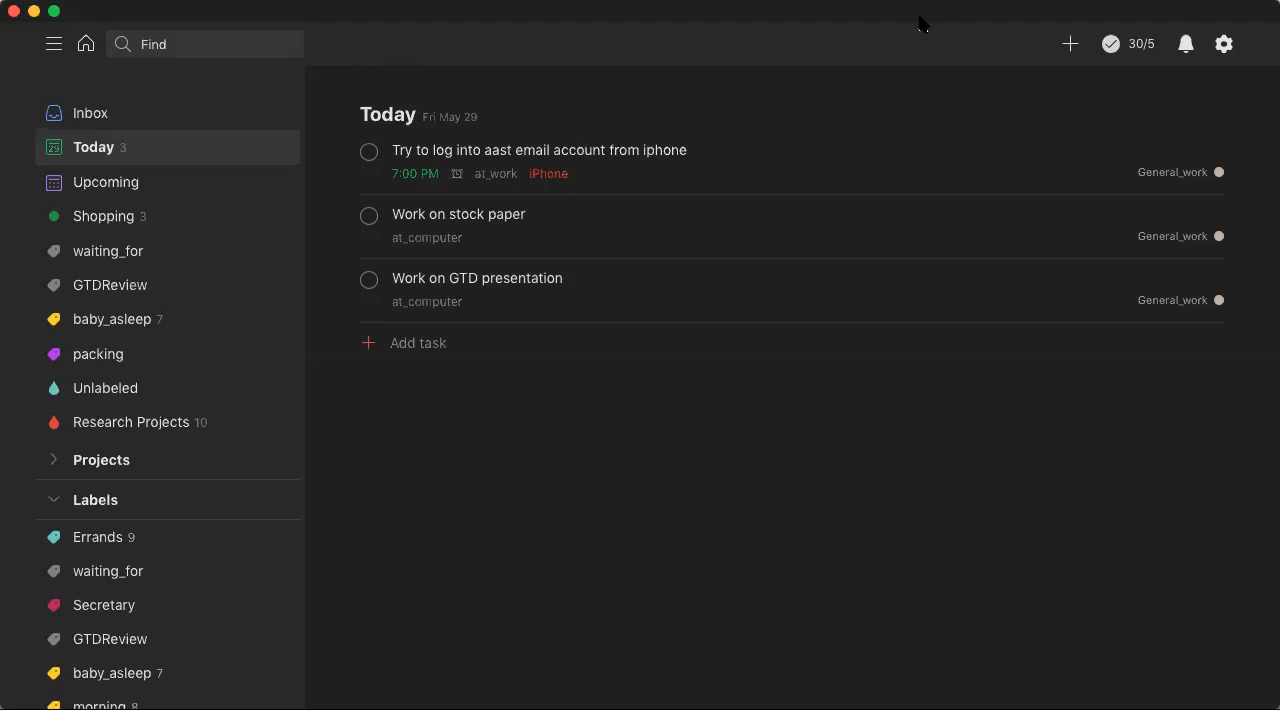 Find
30/5
Inbox
29 Today 3
Upcoming
Shopping 3
waiting_for
GTDReview
baby_asleep 7
packing
Unlabeled
Research Projects 10
Projects
Labels
Errands 9
waiting_for
Secretary
GTDReview
baby_asleep 7
morning 8
Today Fri May 29
Try to log into aast email account from iphone
7:00 PM at_work iPhone
General_work
Work on stock paper
at_computer
General_work
Work on GTD presentation
at_computer
General_work
Add task